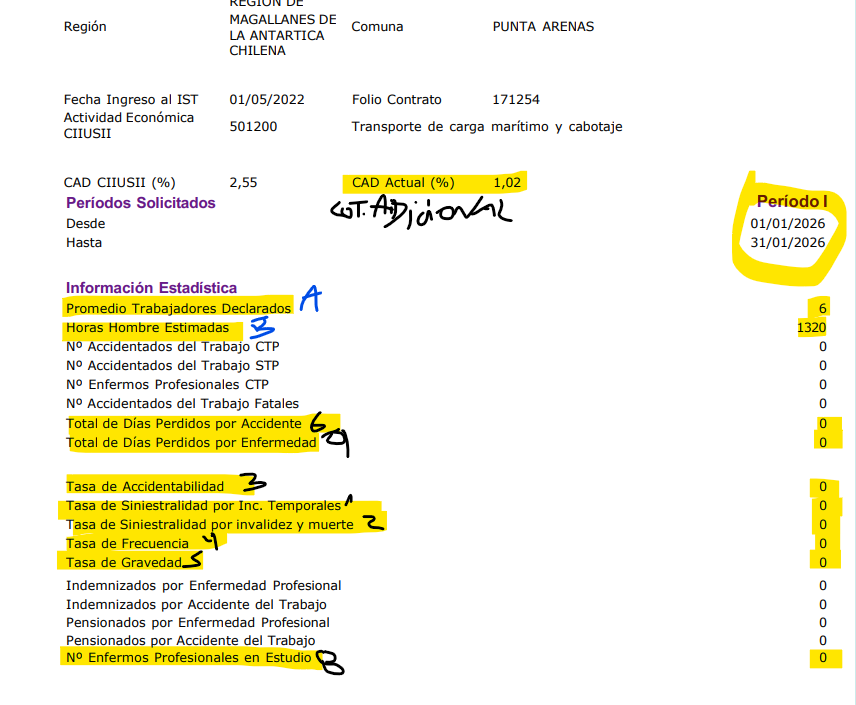 REGION DE
Región MAGALLANES DE Comuna PUNTA ARENAS
LA ANTARTICA
CHILENA
Fecha Ingreso al IST 01/05/2022 Folio Contrato 171254
Actividad Económica
CIIUSII 501200 Transporte de carga marítimo y cabotaje
CAD CIIUSII (%) 2,55 CAD Actual (%) 1,02
Períodos Solicitados COT. ADicioNAL Período I
Desde 01/01/2026
Hasta 31/01/2026
Información Estadística
Promedio Trabajadores Declarados A 6
Horas Hombre Estimadas B 1320
Nº Accidentados del Trabajo CTP 0
Nº Accidentados del Trabajo STP 0
Nº Enfermos Profesionales CTP 0
Nº Accidentados del Trabajo Fatales 0
Total de Días Perdidos por Accidente 6 0
Total de Días Perdidos por Enfermedad 0
Tasa de Accidentabilidad 3 0
Tasa de Siniestralidad por Inc. Temporales 1 0
Tasa de Siniestralidad por invalidez y muerte 2 0
Tasa de Frecuencia 4 0
Tasa de Gravedad 5 0
Indemnizados por Enfermedad Profesional 0
Indemnizados por Accidente del Trabajo 0
Pensionados por Enfermedad Profesional 0
Pensionados por Accidente del Trabajo 0
Nº Enfermos Profesionales en Estudio 8 0